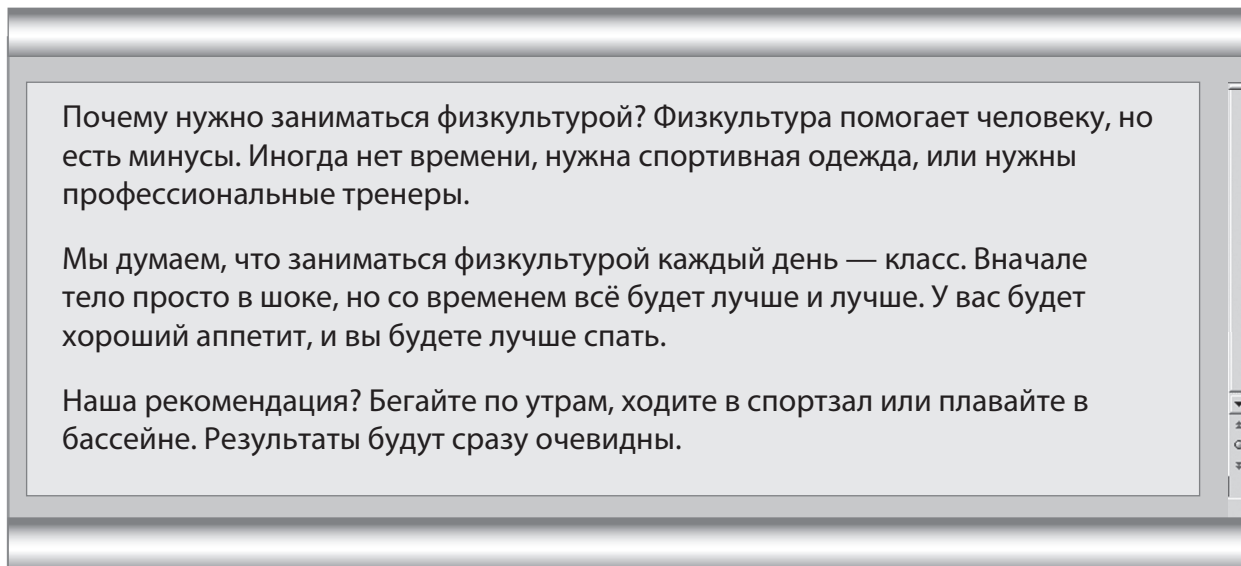 Почему нужно заниматься физкультурой? Физкультура помогает человеку, но
есть минусы. Иногда нет времени, нужна спортивная одежда, или нужны
профессиональные тренеры.
Мы думаем, что заниматься физкультурой каждый день — класс. Вначале
тело просто в шоке, но со временем всё будет лучше и лучше. У вас будет
хороший аппетит, и вы будете лучше спать.
Наша рекомендация? Бегайте по утрам, ходите в спортзал или плавайте в
бассейне. Результаты будут сразу очевидны.